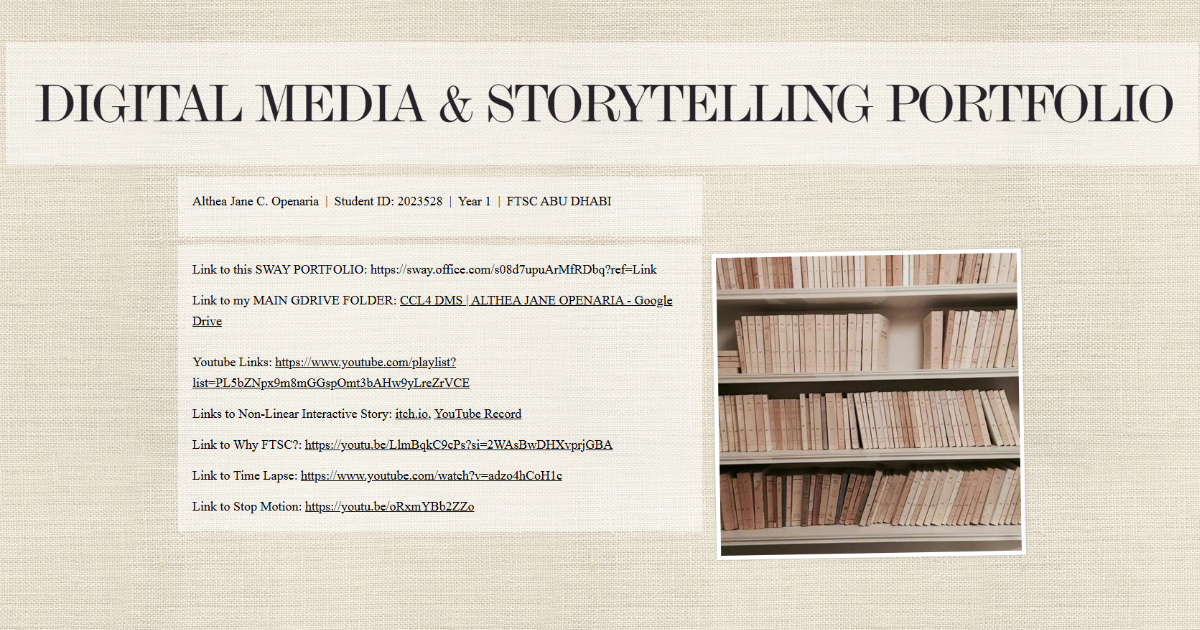 DIGITAL MEDIA & STORYTELLING PORTFOLIO
Althea Jane C. Openaria | Student ID: 2023528 | Year 1 | FTSC ABU DHABI
Link to this SWAY PORTFOLIO: https://sway.office.com/s08d7upuArMfRDbq?ref=Link
Link to my MAIN GDRIVE FOLDER: CCL4 DMS | ALTHEA JANE OPENARIA - Google
Drive
Youtube Links: https://www.youtube.com/playlist?
list=PL5bZNpx9m8mGGspOmt3bAHw9yLreZrVCE
Links to Non-Linear Interactive Story: itch.io, YouTube Record
Link to Why FTSC?: https://youtu.be/LlmBqkC9cPs?si=2WAsBwDHXvprjGBA
Link to Time Lapse: https://www.youtube.com/watch?v=adzo4hCoH1c
Link to Stop Motion: https://youtu.be/oRxmYBb2ZZo